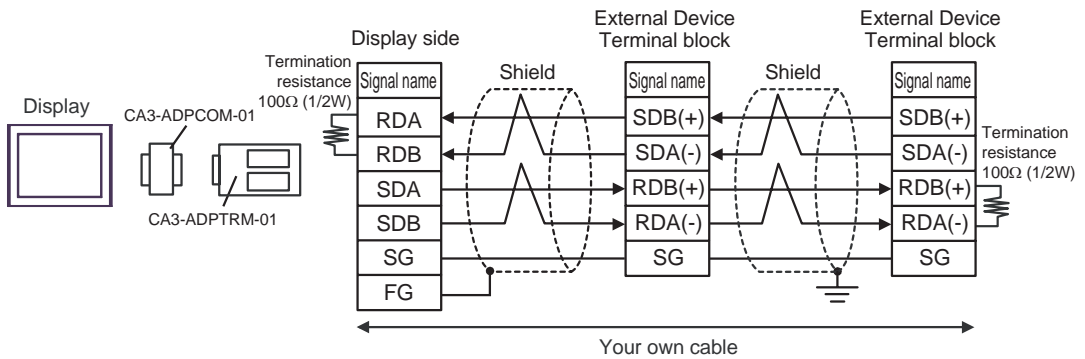 Display
CA3-ADPCOM-01
CA3-ADPTRM-01
Display side
Termination
resistance
100Ω (1/2W)
Signal name
RDA
RDB
SDA
SDB
SG
FG
Shield
External Device
Terminal block
Signal name
SDB(+)
SDA(-)
RDB(+)
RDA(-)
SG
Shield
External Device
Terminal block
Signal name
SDB(+)
SDA(-)
RDB(+)
RDA(-)
SG
Termination
resistance
100Ω (1/2W)
Your own cable